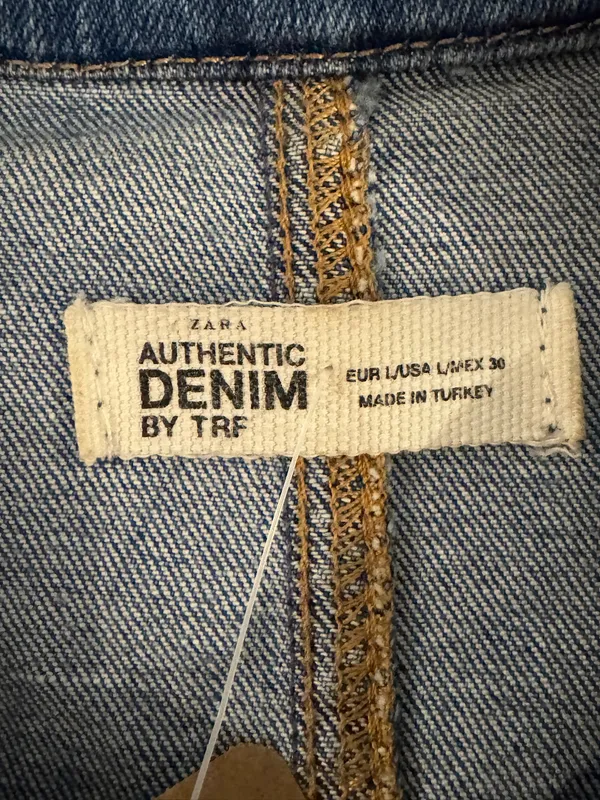 ZARA
AUTHENTIC
DENIM
BY TRF
EUR L/USA L/MEX 30
MADE IN TURKEY